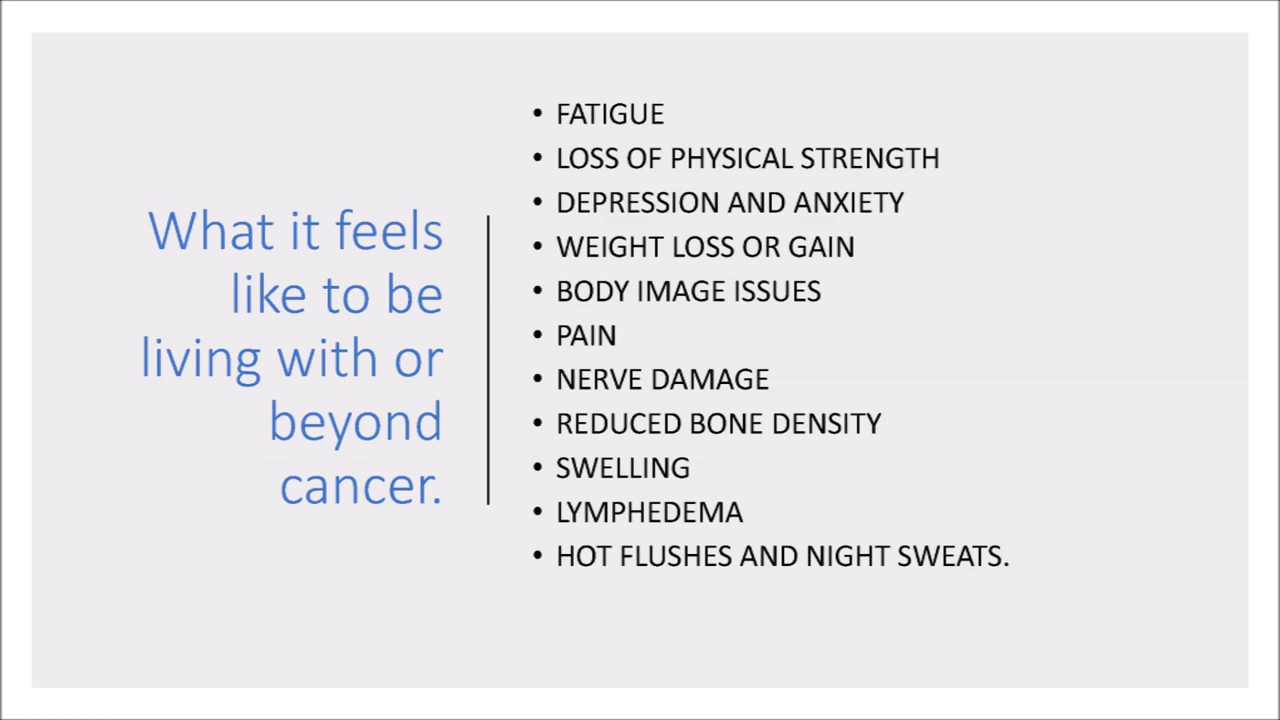 What it feels
like to be
living with or
beyond
cancer.
• FATIGUE
• LOSS OF PHYSICAL STRENGTH
• DEPRESSION AND ANXIETY
• WEIGHT LOSS OR GAIN
• BODY IMAGE ISSUES
• PAIN
• NERVE DAMAGE
• REDUCED BONE DENSITY
• SWELLING
• LYMPHEDEMA
• HOT FLUSHES AND NIGHT SWEATS.